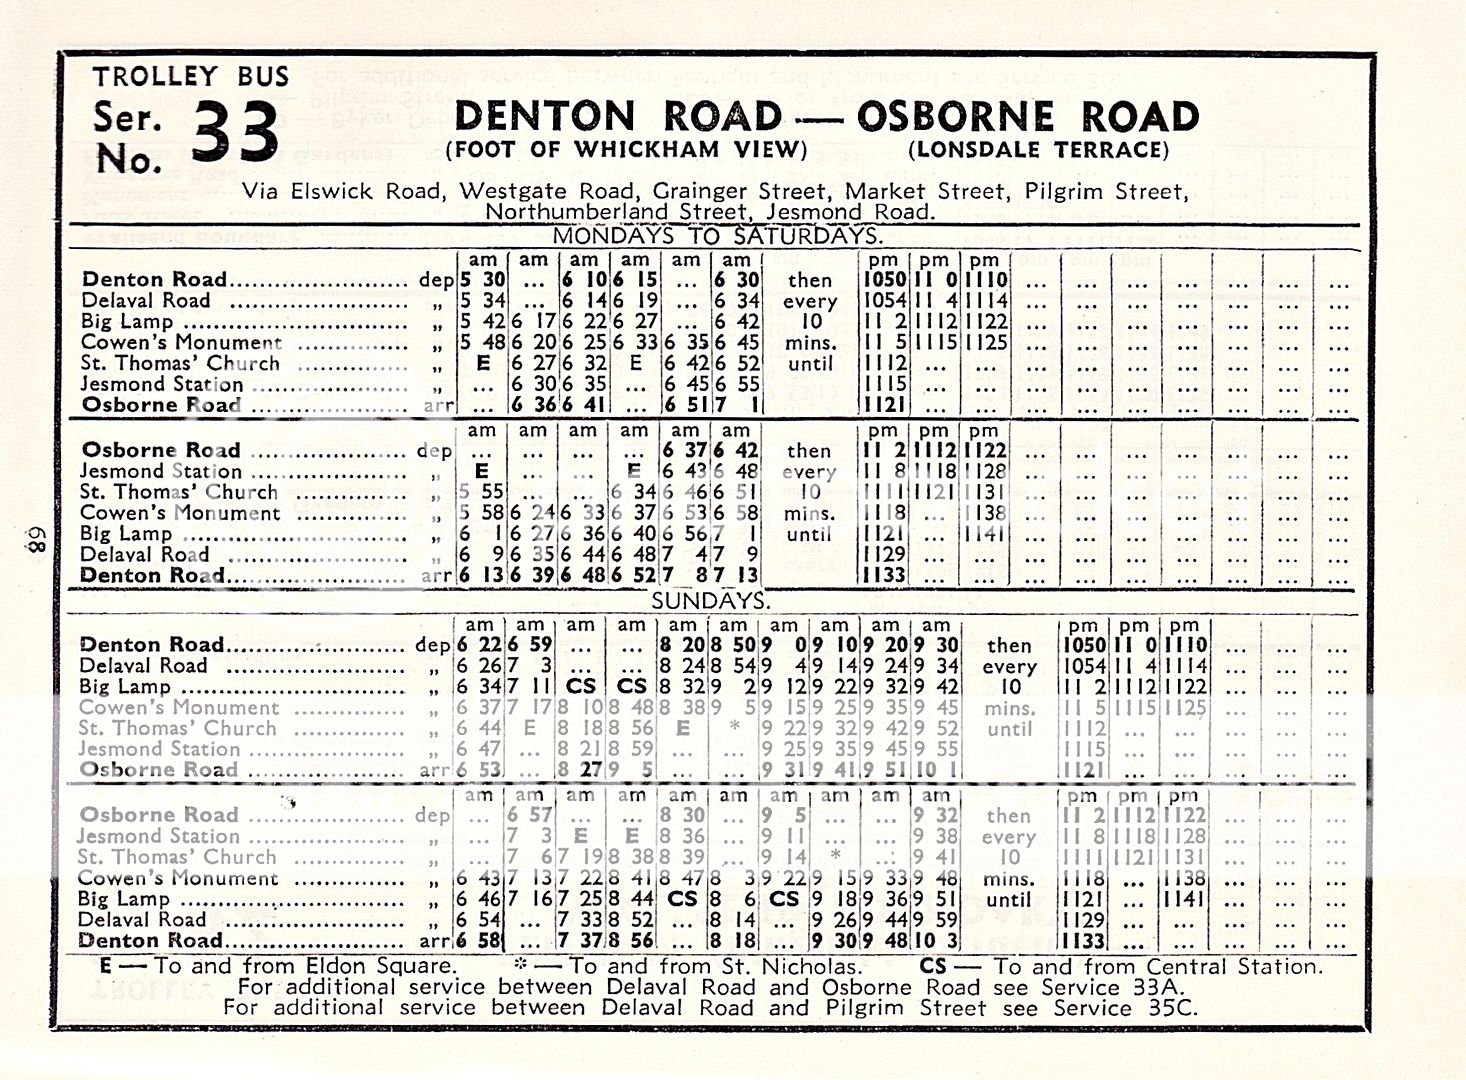 TROLLEY BUS
Ser. No. 33
DENTON ROAD — OSBORNE ROAD
(FOOT OF WHICKHAM VIEW) (LONSDALE TERRACE)
Via Elswick Road, Westgate Road, Grainger Street, Market Street, Pilgrim Street,
Northumberland Street, Jesmond Road.
MONDAYS TO SATURDAYS.
am am am am am am pm pm pm
Denton Road dep 5 30 ... 6 10 6 15 ... 6 30 then 1050 11 0 1110 ... ... ... ... ... ... ...
Delaval Road „ 5 34 ... 6 14 6 19 ... 6 34 every 1054 11 4 1114 ... ... ... ... ... ... ...
Big Lamp „ 5 42 6 17 6 22 6 27 ... 6 42 10 11 2 1112 1122 ... ... ... ... ... ... ...
Cowen's Monument „ 5 48 6 20 6 25 6 33 6 35 6 45 mins. 11 5 1115 1125 ... ... ... ... ... ... ...
St. Thomas' Church „ E 6 27 6 32 E 6 42 6 52 until 1112 ... ... ... ... ... ... ... ... ...
Jesmond Station „ ... 6 30 6 35 ... 6 45 6 55 1115 ... ... ... ... ... ... ... ... ...
Osborne Road arr ... 6 36 6 41 ... 6 51 7 1 1121 ... ... ... ... ... ... ... ... ...
am am am am am am pm pm pm
Osborne Road dep ... ... ... ... 6 37 6 42 then 11 2 1112 1122 ... ... ... ... ... ... ...
Jesmond Station „ E ... ... E 6 43 6 48 every 11 8 1118 1128 ... ... ... ... ... ... ...
St. Thomas' Church „ 5 55 ... ... 6 34 6 46 6 51 10 1111 1121 1131 ... ... ... ... ... ... ...
Cowen's Monument „ 5 58 6 24 6 33 6 37 6 53 6 58 mins. 1118 ... 1138 ... ... ... ... ... ... ...
Big Lamp „ 6 1 6 27 6 36 6 40 6 56 7 1 until 1121 ... 1141 ... ... ... ... ... ... ...
Delaval Road „ 6 9 6 35 6 44 6 48 7 4 7 9 1129 ... ... ... ... ... ... ... ... ...
Denton Road arr 6 13 6 39 6 48 6 52 7 8 7 13 1133 ... ... ... ... ... ... ... ... ...
68
SUNDAYS.
am am am am am am am am am am pm pm pm
Denton Road dep 6 22 6 59 ... ... 8 20 8 50 9 0 9 10 9 20 9 30 then 1050 11 0 1110 ... ... ...
Delaval Road „ 6 26 7 3 ... ... 8 24 8 54 9 4 9 14 9 24 9 34 every 1054 11 4 1114 ... ... ...
Big Lamp „ 6 34 7 11 CS CS 8 32 9 2 9 12 9 22 9 32 9 42 10 11 2 1112 1122 ... ... ...
Cowen's Monument „ 6 37 7 17 8 10 8 48 8 38 9 5 9 15 9 25 9 35 9 45 mins. 11 5 1115 1125 ... ... ...
St. Thomas' Church „ 6 44 E 8 18 8 56 E * 9 22 9 32 9 42 9 52 until 1112 ... ... ... ... ...
Jesmond Station „ 6 47 ... 8 21 8 59 ... ... 9 25 9 35 9 45 9 55 1115 ... ... ... ... ...
Osborne Road arr 6 53 ... 8 27 9 5 ... ... 9 31 9 41 9 51 10 1 1121 ... ... ... ... ...
am am am am am am am am am am pm pm pm
Osborne Road dep ... 6 57 ... ... 8 30 ... 9 5 ... ... 9 32 then 11 2 1112 1122 ... ... ...
Jesmond Station „ ... 7 3 E E 8 36 ... 9 11 ... ... 9 38 every 11 8 1118 1128 ... ... ...
St. Thomas' Church „ ... 7 6 7 19 8 38 8 39 ... 9 14 * ... 9 41 10 1111 1121 1131 ... ... ...
Cowen's Monument „ 6 43 7 13 7 22 8 41 8 47 8 3 9 22 9 15 9 33 9 48 mins. 1118 ... 1138 ... ... ...
Big Lamp „ 6 46 7 16 7 25 8 44 CS 8 6 CS 9 18 9 36 9 51 until 1121 ... 1141 ... ... ...
Delaval Road „ 6 54 ... 7 33 8 52 ... 8 14 ... 9 26 9 44 9 59 1129 ... ... ... ... ...
Denton Road arr 6 58 ... 7 37 8 56 ... 8 18 ... 9 30 9 48 10 3 1133 ... ... ... ... ...
E — To and from Eldon Square. * — To and from St. Nicholas. CS — To and from Central Station.
For additional service between Delaval Road and Osborne Road see Service 33A.
For additional service between Delaval Road and Pilgrim Street see Service 35C.